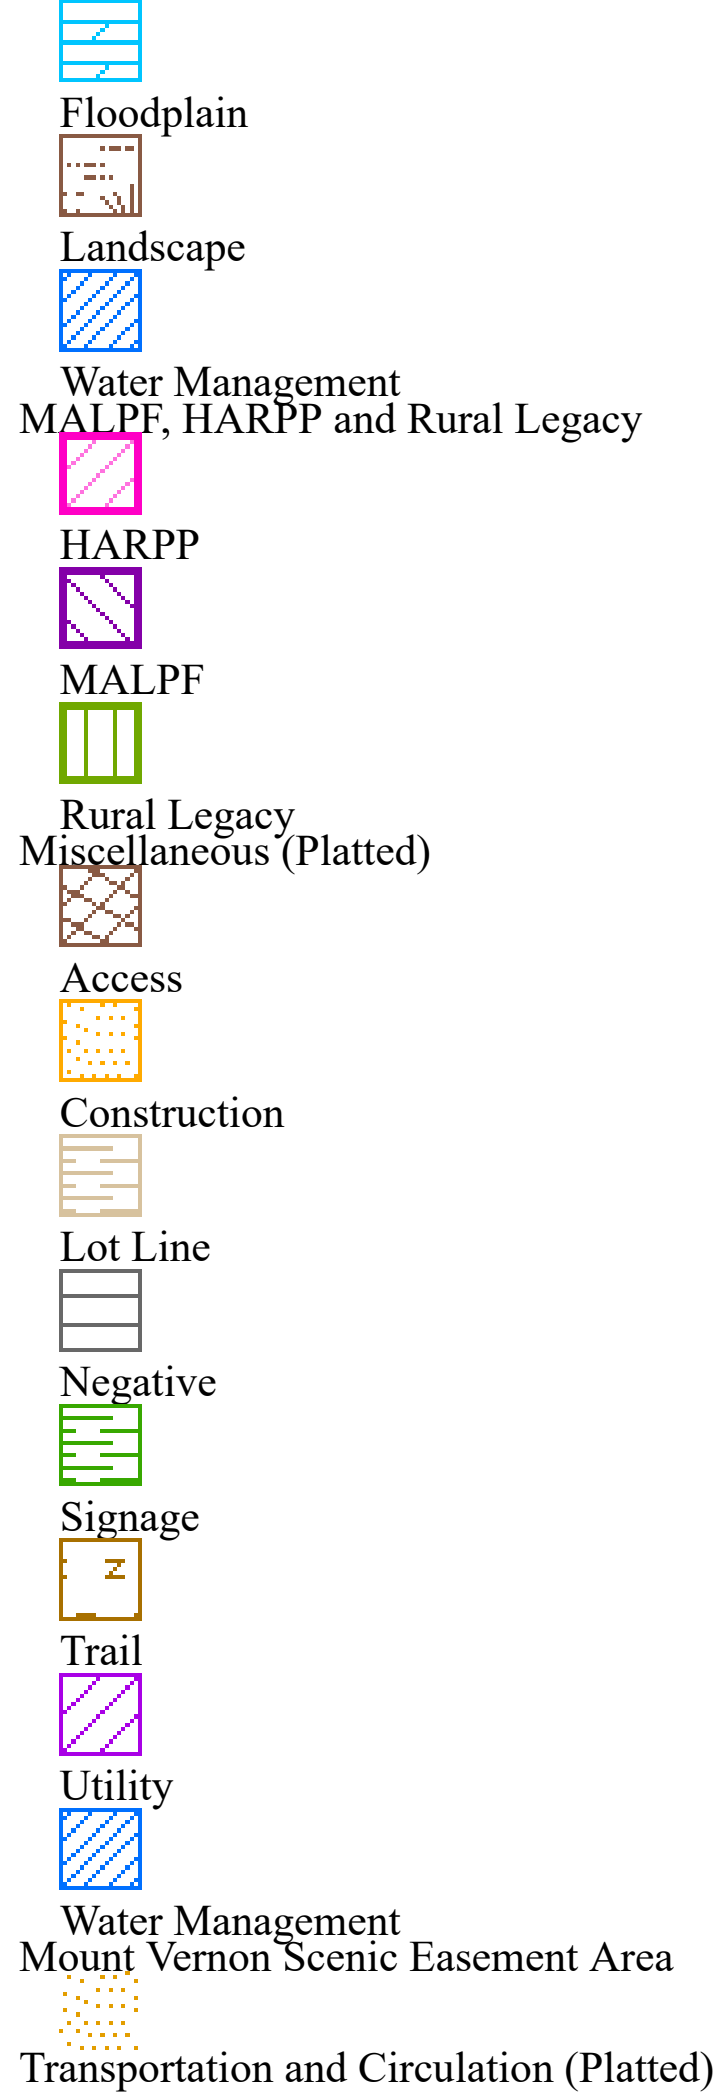 Floodplain
Landscape
Water Management
MALPF, HARPP and Rural Legacy
HARPP
MALPF
Rural Legacy
Miscellaneous (Platted)
Access
Construction
Lot Line
Negative
Signage
Trail
Utility
Water Management
Mount Vernon Scenic Easement Area
Transportation and Circulation (Platted)